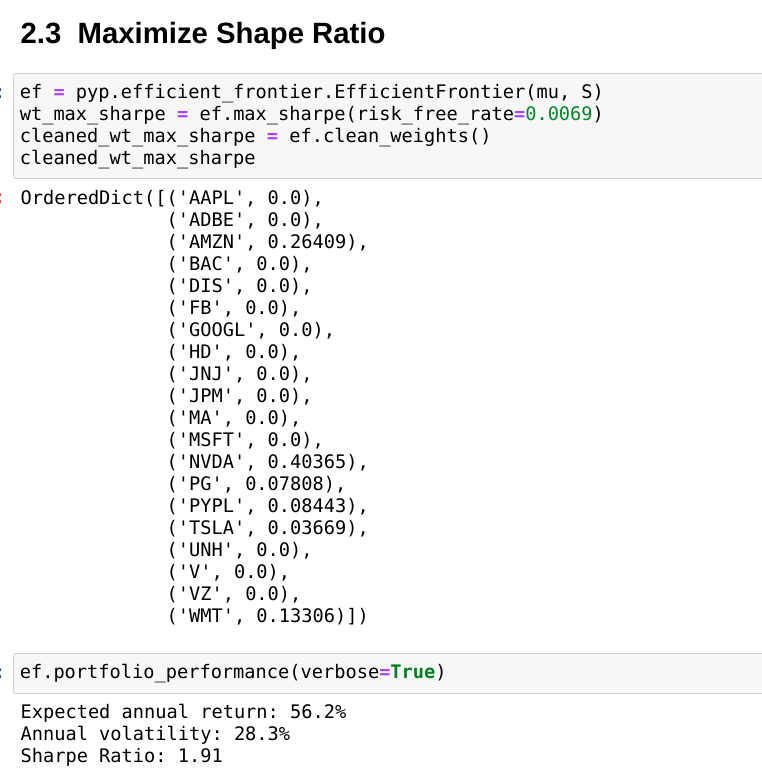 2.3 Maximize Shape Ratio
:
ef = pyp.efficient_frontier.EfficientFrontier(mu, S)
wt_max_sharpe = ef.max_sharpe(risk_free_rate=0.0069)
cleaned_wt_max_sharpe = ef.clean_weights()
cleaned_wt_max_sharpe
:
OrderedDict([('AAPL', 0.0),
('ADBE', 0.0),
('AMZN', 0.26409),
('BAC', 0.0),
('DIS', 0.0),
('FB', 0.0),
('GOOGL', 0.0),
('HD', 0.0),
('JNJ', 0.0),
('JPM', 0.0),
('MA', 0.0),
('MSFT', 0.0),
('NVDA', 0.40365),
('PG', 0.07808),
('PYPL', 0.08443),
('TSLA', 0.03669),
('UNH', 0.0),
('V', 0.0),
('VZ', 0.0),
('WMT', 0.13306)])
:
ef.portfolio_performance(verbose=True)
Expected annual return: 56.2%
Annual volatility: 28.3%
Sharpe Ratio: 1.91